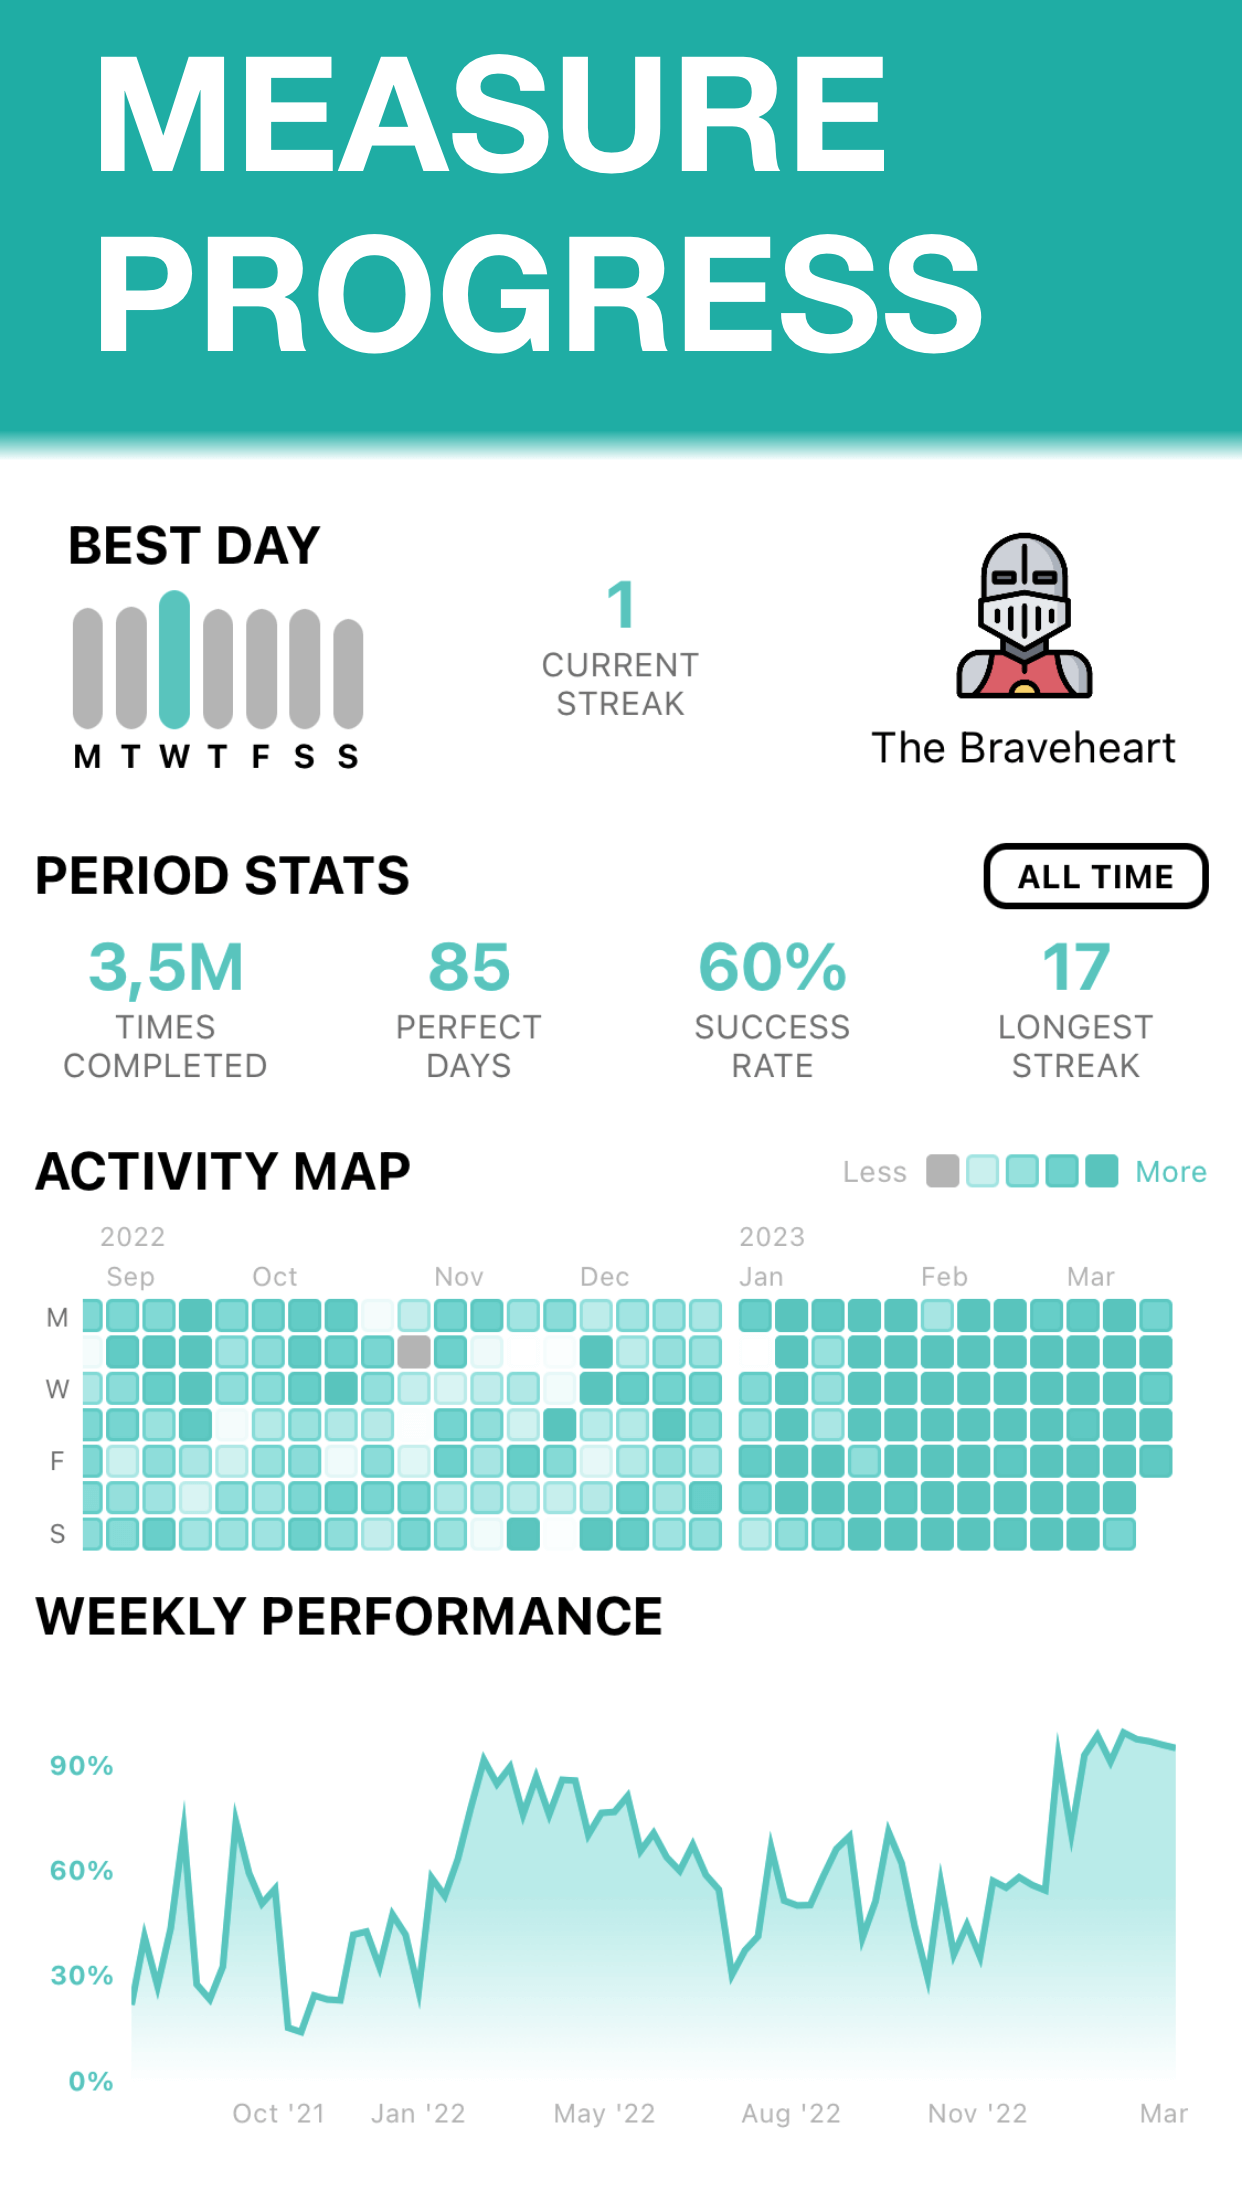 MEASURE
PROGRESS
BEST DAY
M T W T F S S
1
CURRENT
STREAK
The Braveheart
PERIOD STATS
ALL TIME
3,5M
TIMES
COMPLETED
85
PERFECT
DAYS
60%
SUCCESS
RATE
17
LONGEST
STREAK
ACTIVITY MAP
Less
More
2022
2023
Sep Oct Nov Dec Jan Feb Mar
M
W
F
S
WEEKLY PERFORMANCE
90%
60%
30%
0%
Oct '21 Jan '22 May '22 Aug '22 Nov '22 Mar